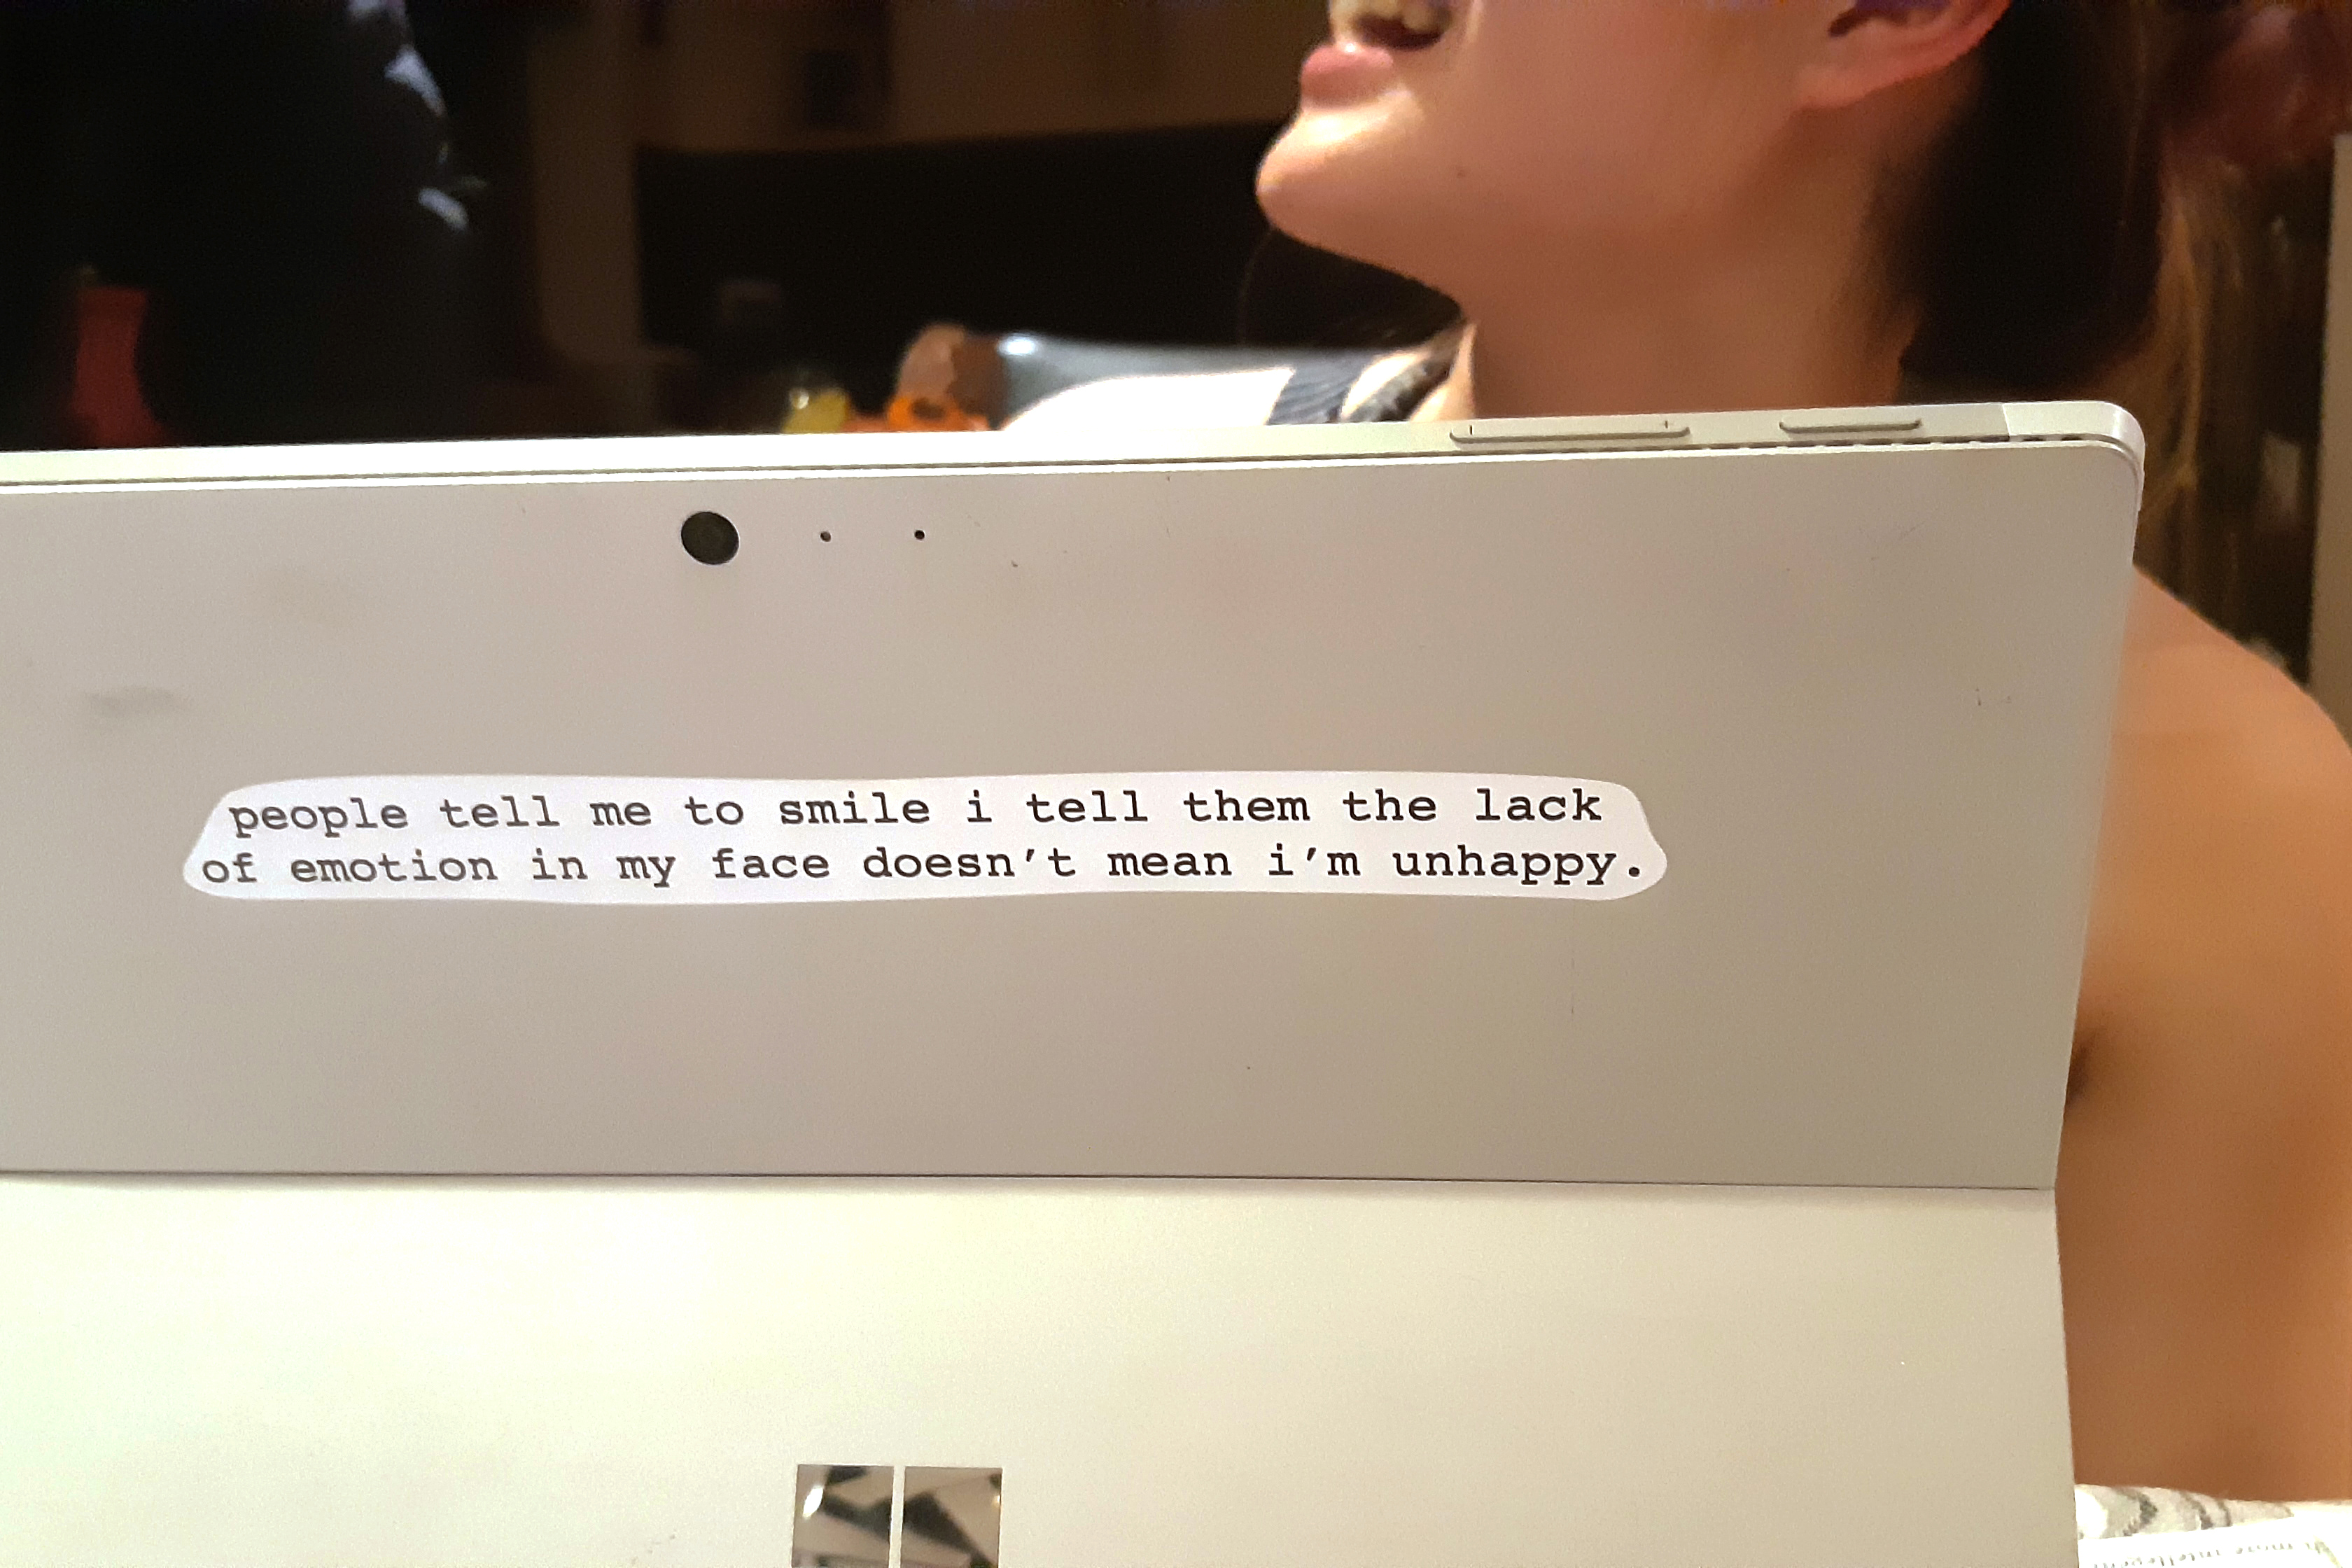 people tell me to smile i tell them the lack
of emotion in my face doesn't mean i'm unhappy.